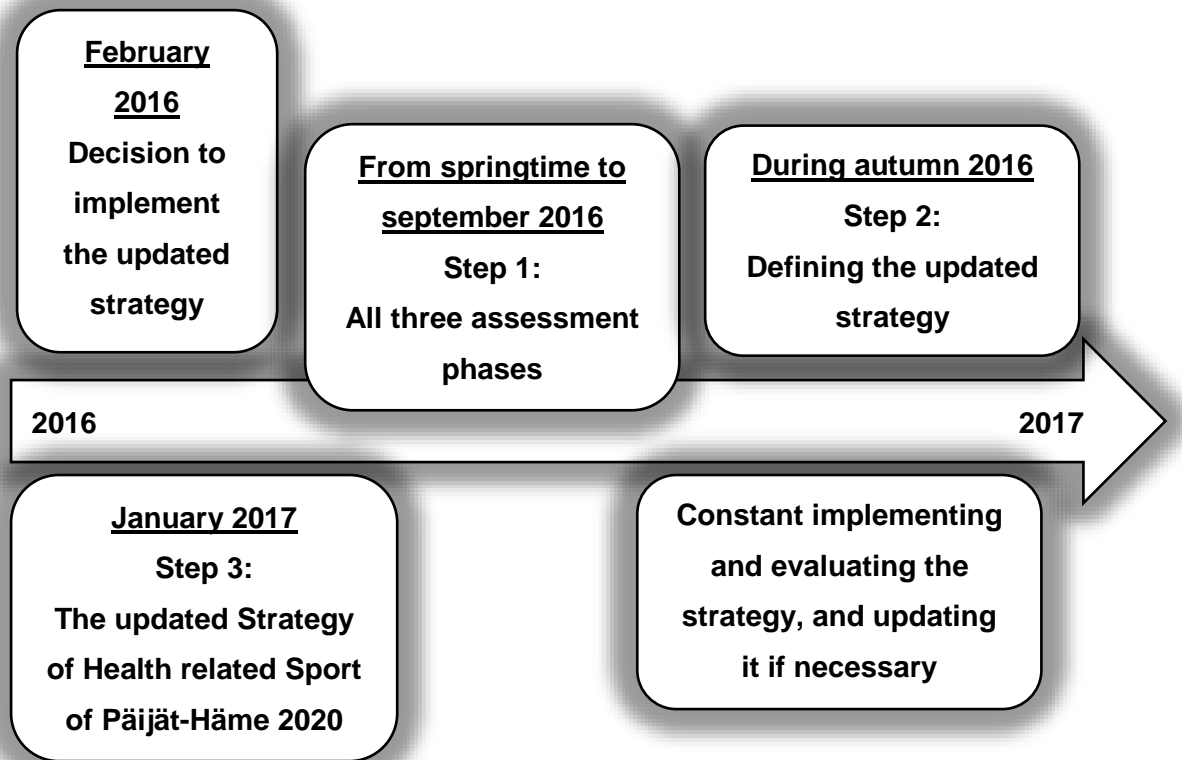 February
2016
Decision to
implement
the updated
strategy
From springtime to
september 2016
Step 1:
All three assessment
phases
During autumn 2016
Step 2:
Defining the updated
strategy
2016
2017
January 2017
Step 3:
The updated Strategy
of Health related Sport
of Päijät-Häme 2020
Constant implementing
and evaluating the
strategy, and updating
it if necessary